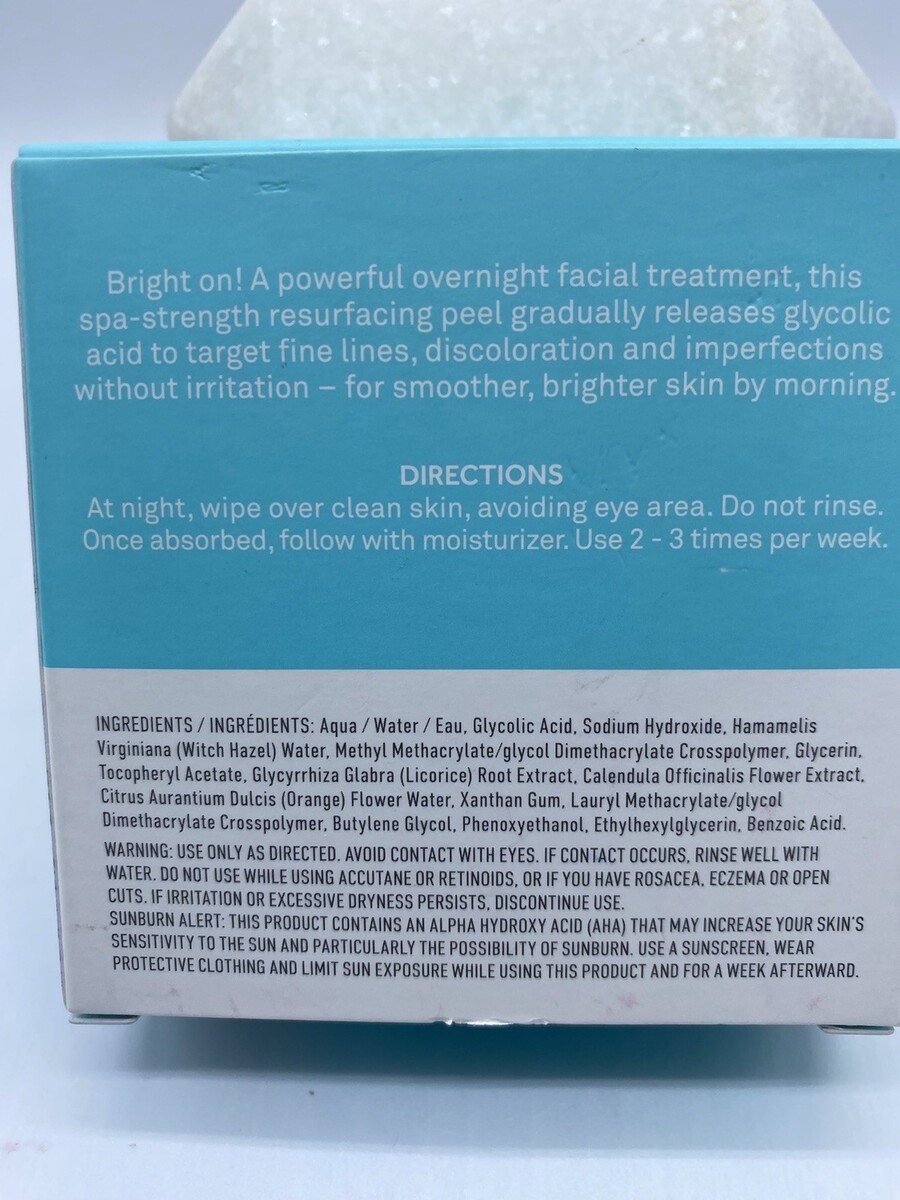 Bright on! A powerful overnight facial treatment, this
spa-strength resurfacing peel gradually releases glycolic
acid to target fine lines, discoloration and imperfections
without irritation – for smoother, brighter skin by morning.
DIRECTIONS
At night, wipe over clean skin, avoiding eye area. Do not rinse.
Once absorbed, follow with moisturizer. Use 2 - 3 times per week.
INGREDIENTS / INGRÉDIENTS: Aqua / Water / Eau, Glycolic Acid, Sodium Hydroxide, Hamamelis
Virginiana (Witch Hazel) Water, Methyl Methacrylate/glycol Dimethacrylate Crosspolymer, Glycerin,
Tocopheryl Acetate, Glycyrrhiza Glabra (Licorice) Root Extract, Calendula Officinalis Flower Extract,
Citrus Aurantium Dulcis (Orange) Flower Water, Xanthan Gum, Lauryl Methacrylate/glycol
Dimethacrylate Crosspolymer, Butylene Glycol, Phenoxyethanol, Ethylhexylglycerin, Benzoic Acid.
WARNING: USE ONLY AS DIRECTED. AVOID CONTACT WITH EYES. IF CONTACT OCCURS, RINSE WELL WITH
WATER. DO NOT USE WHILE USING ACCUTANE OR RETINOIDS, OR IF YOU HAVE ROSACEA, ECZEMA OR OPEN
CUTS. IF IRRITATION OR EXCESSIVE DRYNESS PERSISTS, DISCONTINUE USE.
SUNBURN ALERT: THIS PRODUCT CONTAINS AN ALPHA HYDROXY ACID (AHA) THAT MAY INCREASE YOUR SKIN'S
SENSITIVITY TO THE SUN AND PARTICULARLY THE POSSIBILITY OF SUNBURN. USE A SUNSCREEN, WEAR
PROTECTIVE CLOTHING AND LIMIT SUN EXPOSURE WHILE USING THIS PRODUCT AND FOR A WEEK AFTERWARD.